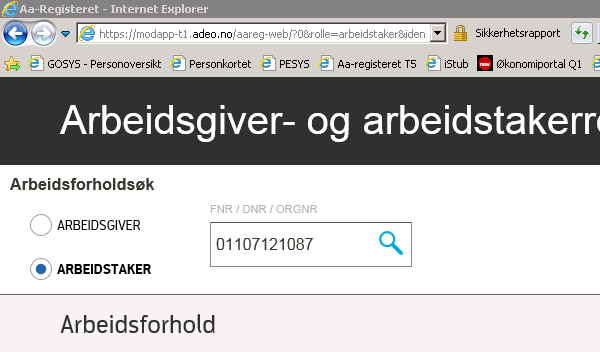 Aa-Registeret - Internet Explorer
https://modapp-t1.adeo.no/aareg-web/?0&rolle=arbeidstaker&iden
Sikkerhetsrapport
GOSYS - Personoversikt Personkortet PESYS Aa-registeret T5 iStub Økonomiportal Q1
Arbeidsgiver- og arbeidstakerre
Arbeidsforholdsøk
FNR / DNR / ORGNR
ARBEIDSGIVER
01107121087
ARBEIDSTAKER
Arbeidsforhold